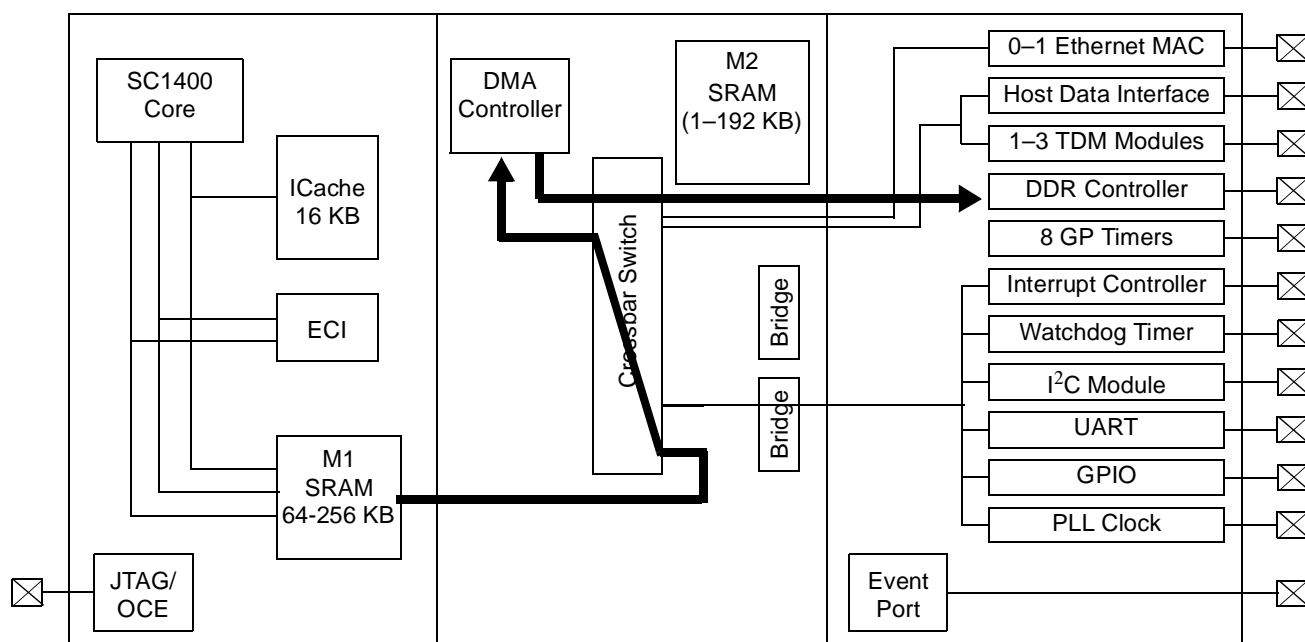 SC1400
Core
ICache
16 KB
ECI
M1
SRAM
64-256 KB
JTAG/
OCE
DMA
Controller
M2
SRAM
(1–192 KB)
Crossbar Switch
Bridge
Bridge
0–1 Ethernet MAC
Host Data Interface
1–3 TDM Modules
DDR Controller
8 GP Timers
Interrupt Controller
Watchdog Timer
I²C Module
UART
GPIO
PLL Clock
Event
Port